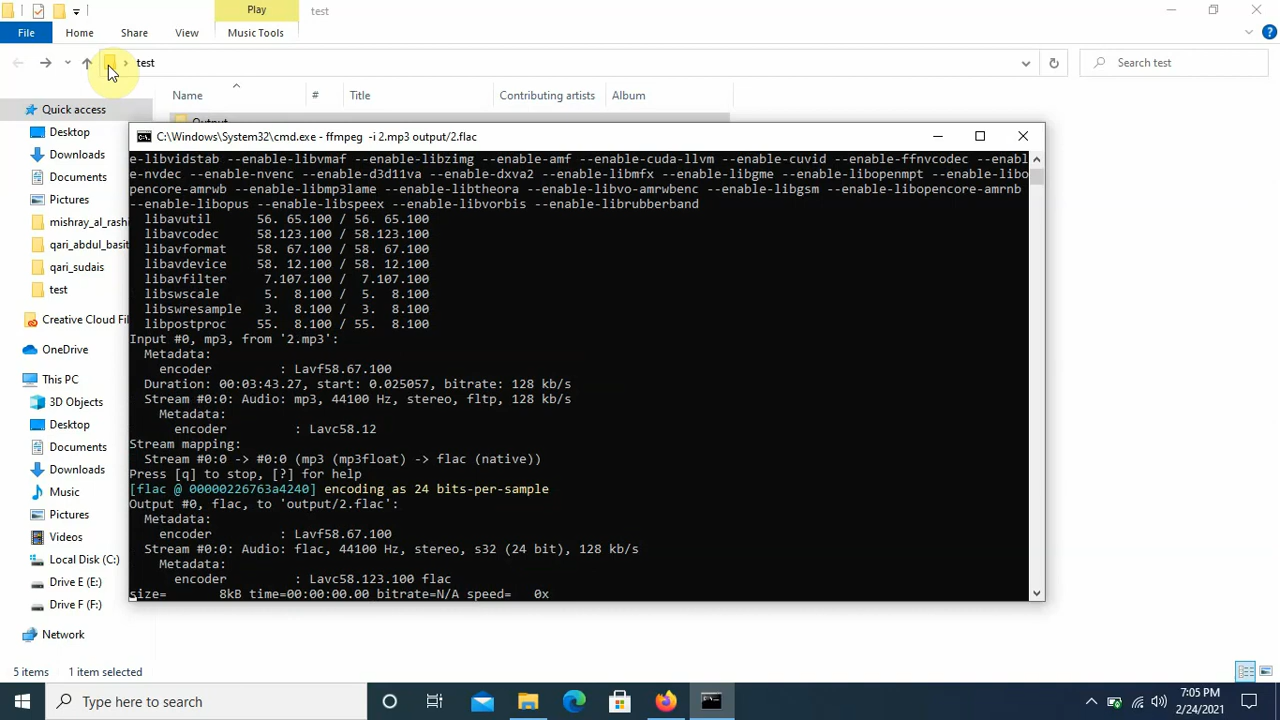 Play
test
File
Home
Share
View
Music Tools
test
Search test
Name
#
Title
Contributing artists
Album
Quick access
Desktop
Downloads
Documents
Pictures
mishray_al_rashi
qari_abdul_basit
qari_sudais
test
Creative Cloud Fil
OneDrive
This PC
3D Objects
Desktop
Documents
Downloads
Music
Pictures
Videos
Local Disk (C:)
Drive E (E:)
Drive F (F:)
Network
Output
C:\Windows\System32\cmd.exe - ffmpeg -i 2.mp3 output/2.flac
e-libvidstab --enable-libvmaf --enable-libzimg --enable-amf --enable-cuda-llvm --enable-cuvid --enable-ffnvcodec --enabl
e-nvdec --enable-nvenc --enable-d3d11va --enable-dxva2 --enable-libmfx --enable-libgme --enable-libopenmpt --enable-libo
pencore-amrwb --enable-libmp3lame --enable-libtheora --enable-libvo-amrwbenc --enable-libgsm --enable-libopencore-amrnb
--enable-libopus --enable-libspeex --enable-libvorbis --enable-librubberband
libavutil 56. 65.100 / 56. 65.100
libavcodec 58.123.100 / 58.123.100
libavformat 58. 67.100 / 58. 67.100
libavdevice 58. 12.100 / 58. 12.100
libavfilter 7.107.100 / 7.107.100
libswscale 5. 8.100 / 5. 8.100
libswresample 3. 8.100 / 3. 8.100
libpostproc 55. 8.100 / 55. 8.100
Input #0, mp3, from '2.mp3':
Metadata:
encoder : Lavf58.67.100
Duration: 00:03:43.27, start: 0.025057, bitrate: 128 kb/s
Stream #0:0: Audio: mp3, 44100 Hz, stereo, fltp, 128 kb/s
Metadata:
encoder : Lavc58.12
Stream mapping:
Stream #0:0 -> #0:0 (mp3 (mp3float) -> flac (native))
Press [q] to stop, [?] for help
[flac @ 00000226763a4240] encoding as 24 bits-per-sample
Output #0, flac, to 'output/2.flac':
Metadata:
encoder : Lavf58.67.100
Stream #0:0: Audio: flac, 44100 Hz, stereo, s32 (24 bit), 128 kb/s
Metadata:
encoder : Lavc58.123.100 flac
size= 8kB time=00:00:00.00 bitrate=N/A speed= 0x
5 items
1 item selected
Type here to search
7:05 PM
2/24/2021